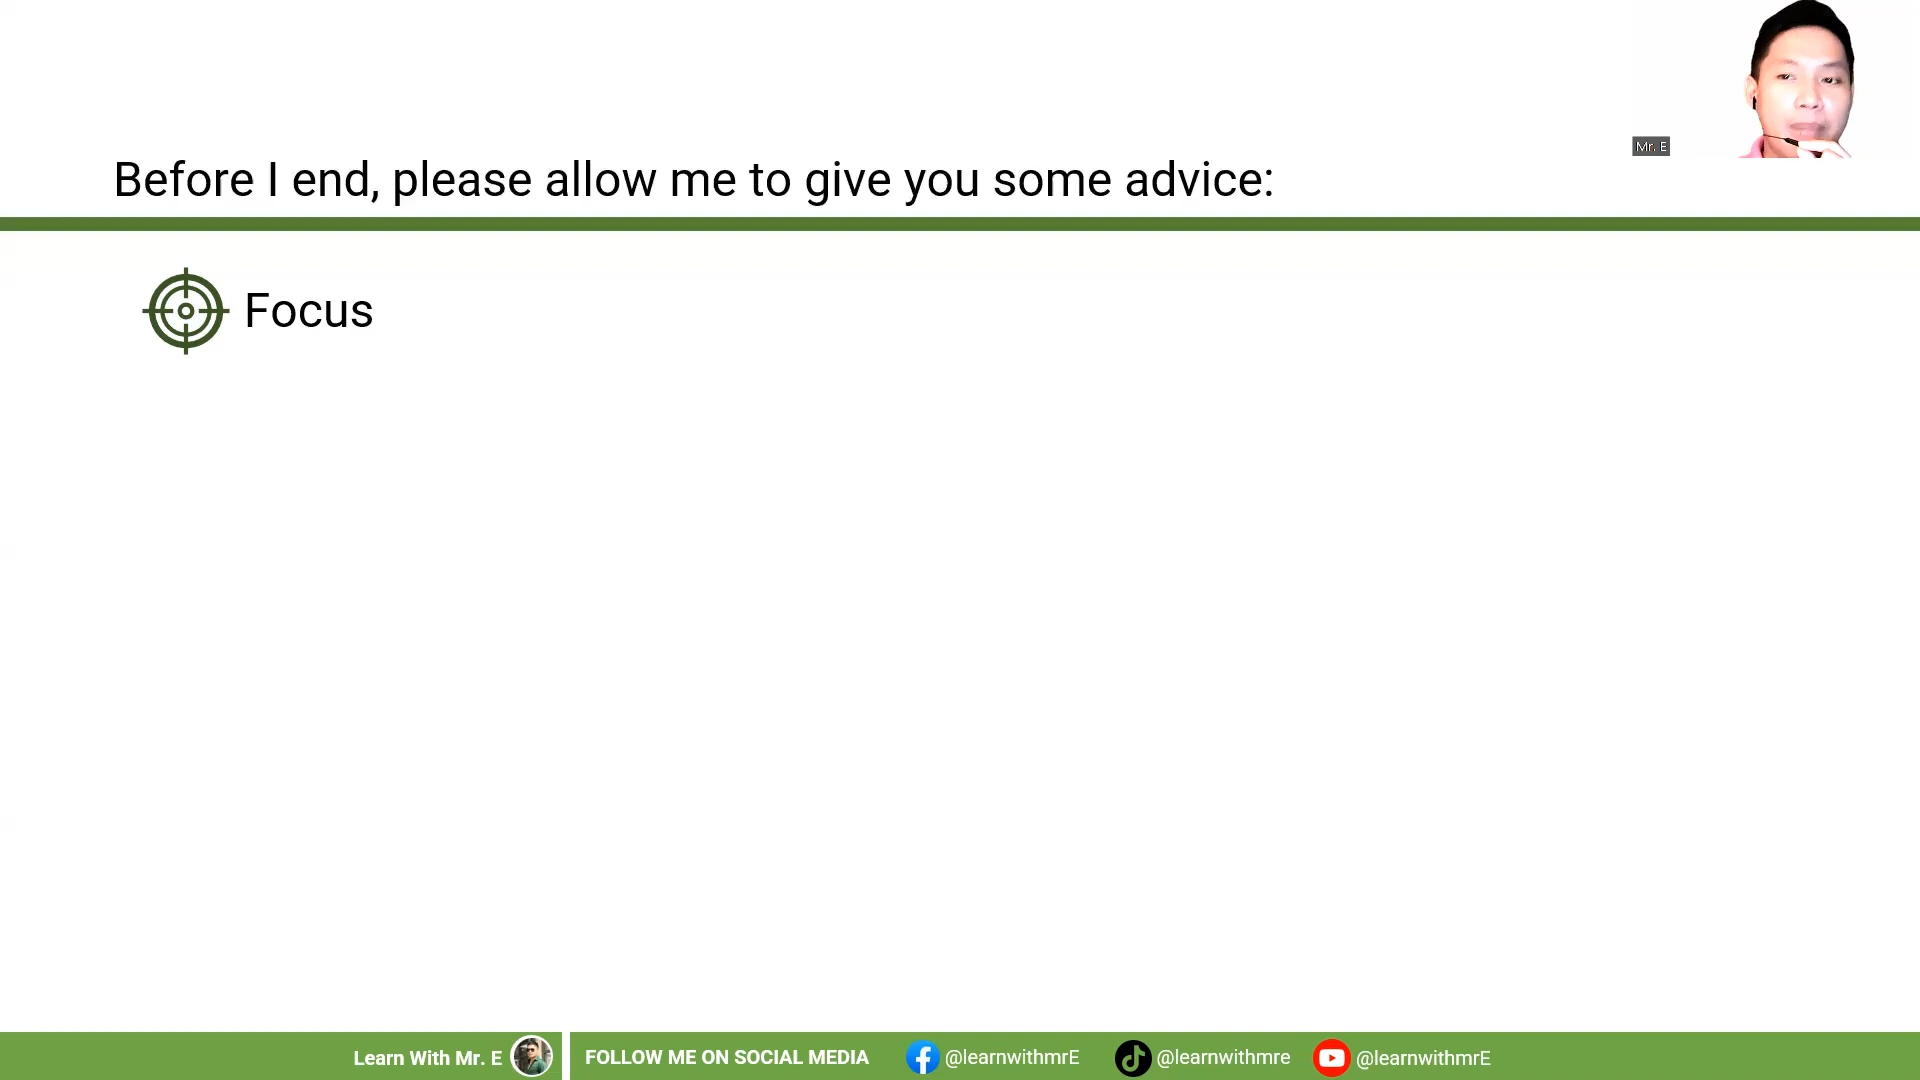 Mr. E
Before I end, please allow me to give you some advice:
Focus
Learn With Mr. E
FOLLOW ME ON SOCIAL MEDIA
@learnwithmrE
@learnwithmre
@learnwithmrE